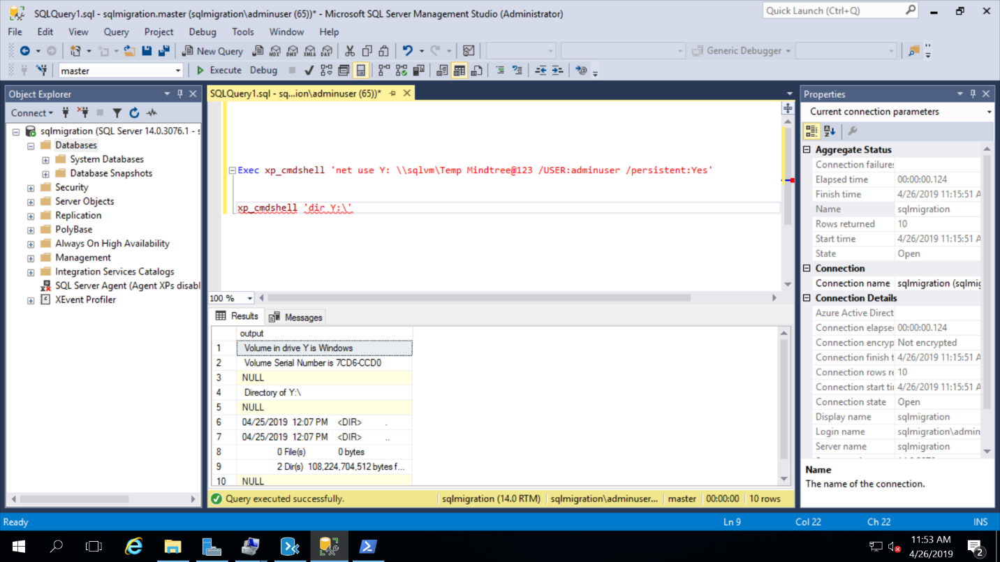 SQLQuery1.sql - sqlmigration.master (sqlmigration\adminuser (65))* - Microsoft SQL Server Management Studio (Administrator)
Quick Launch (Ctrl+Q)
File Edit View Query Project Debug Tools Window Help
New Query
MDX DMX XMLA DAX
Generic Debugger
master
Execute Debug
Object Explorer
Connect
sqlmigration (SQL Server 14.0.3076.1 - s
Databases
System Databases
Database Snapshots
Security
Server Objects
Replication
PolyBase
Always On High Availability
Management
Integration Services Catalogs
SQL Server Agent (Agent XPs disabl
XEvent Profiler
SQLQuery1.sql - sq...ion\adminuser (65))*
Exec xp_cmdshell 'net use Y: \\sqlvm\Temp Mindtree@123 /USER:adminuser /persistent:Yes'
xp_cmdshell 'dir Y:\'
100 %
Results Messages
output
1 Volume in drive Y is Windows
2 Volume Serial Number is 7CD6-CCD0
3 NULL
4 Directory of Y:\
5 NULL
6 04/25/2019 12:07 PM <DIR> .
7 04/25/2019 12:07 PM <DIR> ..
8 0 File(s) 0 bytes
9 2 Dir(s) 108,224,704,512 bytes f...
10 NULL
Query executed successfully.
sqlmigration (14.0 RTM) sqlmigration\adminuser... master 00:00:00 10 rows
Properties
Current connection parameters
Aggregate Status
Connection failures
Elapsed time 00:00:00.124
Finish time 4/26/2019 11:15:51 A
Name sqlmigration
Rows returned 10
Start time 4/26/2019 11:15:51 A
State Open
Connection
Connection name sqlmigration (sqlmig
Connection Details
Azure Active Direct
Connection elapse 00:00:00.124
Connection encryp Not encrypted
Connection finish t 4/26/2019 11:15:51 A
Connection rows re 10
Connection start ti 4/26/2019 11:15:51 A
Connection state Open
Display name sqlmigration
Login name sqlmigration\admin
Server name sqlmigration
Name
The name of the connection.
Ready
Ln 9 Col 22 Ch 22 INS
11:53 AM
4/26/2019
2